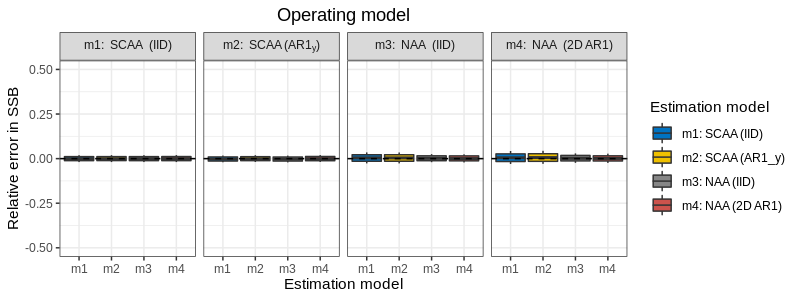 Operating model
m1: SCAA (IID)
m2: SCAA (AR1y)
m3: NAA (IID)
m4: NAA (2D AR1)
Relative error in SSB
0.50
0.25
0.00
-0.25
-0.50
m1 m2 m3 m4
m1 m2 m3 m4
m1 m2 m3 m4
m1 m2 m3 m4
Estimation model
Estimation model
m1: SCAA (IID)
m2: SCAA (AR1_y)
m3: NAA (IID)
m4: NAA (2D AR1)